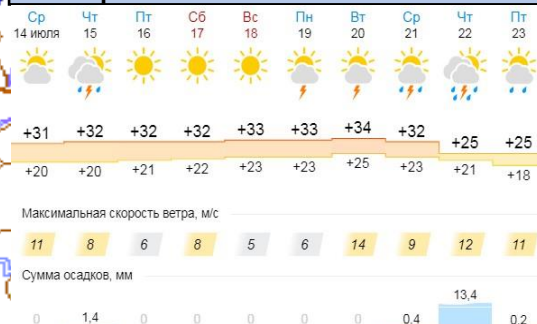 Ср Чт Пт Сб Вс Пн Вт Ср Чт Пт
14 июля 15 16 17 18 19 20 21 22 23
+31 +32 +32 +32 +33 +33 +34 +32 +25 +25
+20 +20 +21 +22 +23 +23 +25 +23 +21 +18
Максимальная скорость ветра, м/с
11 8 6 8 5 6 14 9 12 11
Сумма осадков, мм
0 1,4 0 0 0 0 0 0,4 13,4 0,2